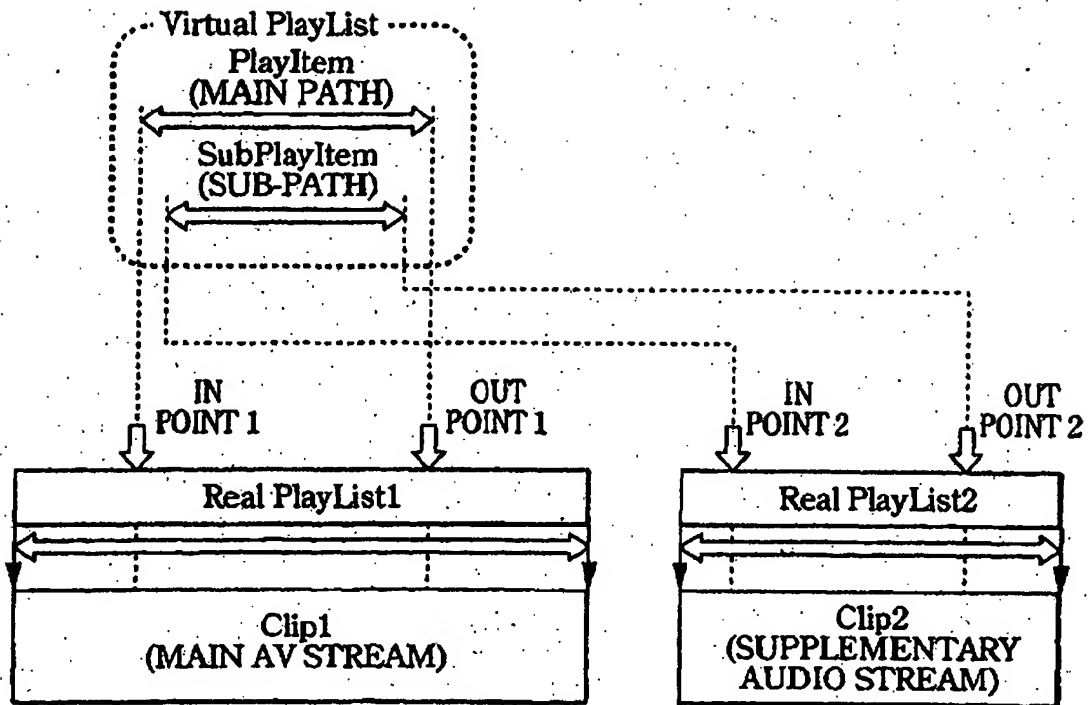 Virtual PlayList
PlayItem
(MAIN PATH)
SubPlayItem
(SUB-PATH)
IN
POINT 1
OUT
POINT 1
IN
POINT 2
OUT
POINT 2
Real PlayList1
Real PlayList2
Clip1
(MAIN AV STREAM)
Clip2
(SUPPLEMENTARY
AUDIO STREAM)